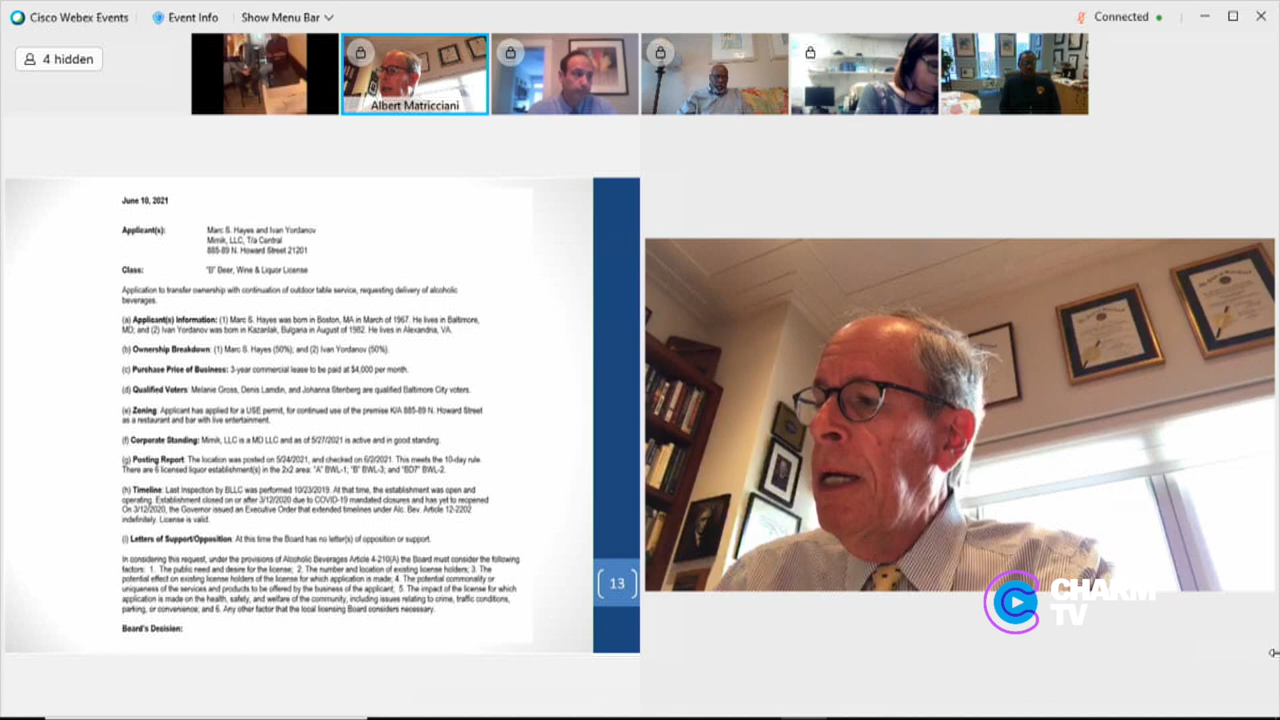 Cisco Webex Events
Event Info
Show Menu Bar
Connected
4 hidden
Albert Matricciani
June 10, 2021
Applicant(s): Marc S. Hayes and Ivan Yordanov
Mimik, LLC, T/a Central
885-89 N. Howard Street 21201
Class: "B" Beer, Wine & Liquor License
Application to transfer ownership with continuation of outdoor table service, requesting delivery of alcoholic
beverages.
(a) Applicant(s) Information: (1) Marc S. Hayes was born in Boston, MA in March of 1967. He lives in Baltimore,
MD; and (2) Ivan Yordanov was born in Kazanlak, Bulgaria in August of 1982. He lives in Alexandria, VA.
(b) Ownership Breakdown: (1) Marc S. Hayes (50%); and (2) Ivan Yordanov (50%).
(c) Purchase Price of Business: 3-year commercial lease to be paid at $4,000 per month.
(d) Qualified Voters: Melanie Gross, Denis Lamdin, and Johanna Stenberg are qualified Baltimore City voters.
(e) Zoning: Applicant has applied for a USE permit, for continued use of the premise K/A 885-89 N. Howard Street
as a restaurant and bar with live entertainment.
(f) Corporate Standing: Mimik, LLC is a MD LLC and as of 5/27/2021 is active and in good standing.
(g) Posting Report: The location was posted on 5/24/2021, and checked on 6/2/2021. This meets the 10-day rule.
There are 6 licensed liquor establishment(s) in the 2x2 area: "A" BWL-1; "B" BWL-3; and "BD7" BWL-2.
(h) Timeline: Last Inspection by BLLC was performed 10/23/2019. At that time, the establishment was open and
operating. Establishment closed on or after 3/12/2020 due to COVID-19 mandated closures and has yet to reopened
On 3/12/2020, the Governor issued an Executive Order that extended timelines under Alc. Bev. Article 12-2202
indefinitely. License is valid.
(i) Letters of Support/Opposition: At this time the Board has no letter(s) of opposition or support.
In considering this request, under the provisions of Alcoholic Beverages Article 4-210(A) the Board must consider the following
factors: 1. The public need and desire for the license; 2. The number and location of existing license holders; 3. The
potential effect on existing license holders of the license for which application is made; 4. The potential commonality or
uniqueness of the services and products to be offered by the business of the applicant; 5. The impact of the license for which
application is made on the health, safety, and welfare of the community, including issues relating to crime, traffic conditions,
parking, or convenience; and 6. Any other factor that the local licensing Board considers necessary.
Board's Decision:
13
CHARM
TV